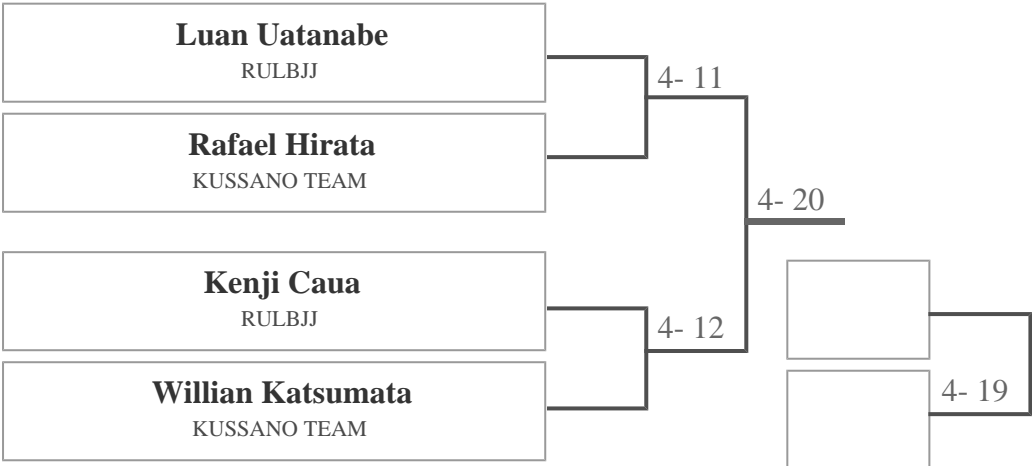 Luan Uatanabe
RULBJJ
4- 11
Rafael Hirata
KUSSANO TEAM
4- 20
Kenji Caua
RULBJJ
4- 12
Willian Katsumata
KUSSANO TEAM
4- 19